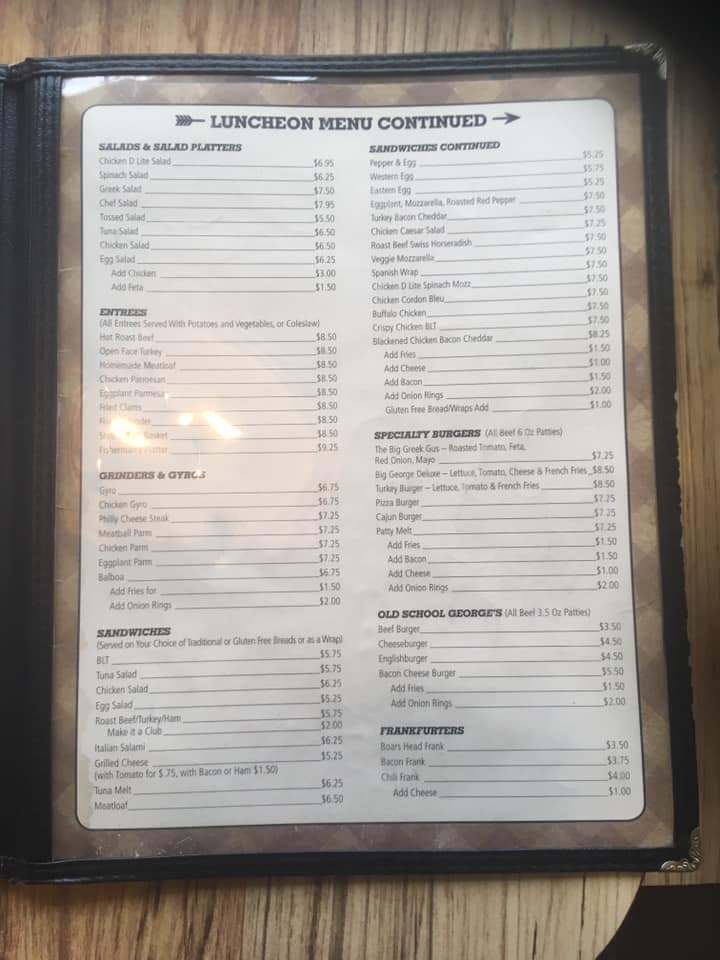 LUNCHEON MENU CONTINUED
SALADS & SALAD PLATTERS
Chicken D Lite Salad $6.95
Spinach Salad $6.25
Greek Salad $7.50
Chef Salad $7.95
Tossed Salad $5.50
Tuna Salad $6.50
Chicken Salad $6.50
Egg Salad $6.25
Add Chicken $3.00
Add Feta $1.50
ENTREES
(All Entrees Served With Potatoes and Vegetables, or Coleslaw)
Hot Roast Beef $8.50
Open Face Turkey $8.50
Homemade Meatloaf $8.50
Chicken Parmesan $8.50
Eggplant Parmesan $8.50
Fried Clams $8.50
$8.50
Basket $8.50
Fisherman's Platter $9.25
GRINDERS & GYROS
Gyro $6.75
Chicken Gyro $6.75
Philly Cheese Steak $7.25
Meatball Parm $7.25
Chicken Parm $7.25
Eggplant Parm $7.25
Balboa $6.75
Add Fries for $1.50
Add Onion Rings $2.00
SANDWICHES
(Served on Your Choice of Traditional or Gluten Free Breads or as a Wrap)
BLT $5.75
Tuna Salad $5.75
Chicken Salad $6.25
Egg Salad $5.25
Roast Beef/Turkey/Ham $5.75
Make it a Club $2.00
Italian Salami $6.25
Grilled Cheese $5.25
(with Tomato for $.75, with Bacon or Ham $1.50)
Tuna Melt $6.25
Meatloaf $6.50
SANDWICHES CONTINUED
Pepper & Egg $5.25
Western Egg $5.75
Eastern Egg $5.25
Eggplant, Mozzarella, Roasted Red Pepper $7.50
Turkey Bacon Cheddar $7.50
Chicken Caesar Salad $7.25
Roast Beef Swiss Horseradish $7.50
Veggie Mozzarella $7.50
Spanish Wrap $7.50
Chicken D Lite Spinach Mozz $7.50
Chicken Cordon Bleu $7.50
Buffalo Chicken $7.50
Crispy Chicken BLT $7.50
Blackened Chicken Bacon Cheddar $8.25
Add Fries $1.50
Add Cheese $1.00
Add Bacon $1.50
Add Onion Rings $2.00
Gluten Free Bread/Wraps Add $1.00
SPECIALTY BURGERS (All Beef 6 Oz Patties)
The Big Greek Gus – Roasted Tomato, Feta,
Red Onion, Mayo $7.25
Big George Deluxe – Lettuce, Tomato, Cheese & French Fries $8.50
Turkey Burger – Lettuce, Tomato & French Fries $8.50
Pizza Burger $7.25
Cajun Burger $7.25
Patty Melt $7.25
Add Fries $1.50
Add Bacon $1.50
Add Cheese $1.00
Add Onion Rings $2.00
OLD SCHOOL GEORGE'S (All Beef 3.5 Oz Patties)
Beef Burger $3.50
Cheeseburger $4.50
Englishburger $4.50
Bacon Cheese Burger $5.50
Add Fries $1.50
Add Onion Rings $2.00
FRANKFURTERS
Boars Head Frank $3.50
Bacon Frank $3.75
Chili Frank $4.00
Add Cheese $1.00